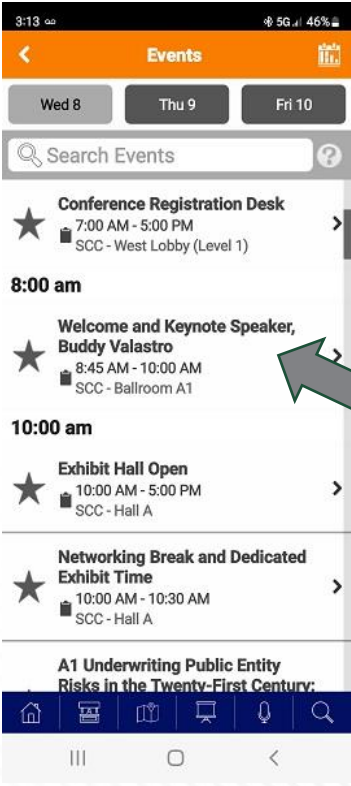 3:13
5G 46%
Events
Wed 8
Thu 9
Fri 10
Search Events
?
Conference Registration Desk
7:00 AM - 5:00 PM
SCC - West Lobby (Level 1)
8:00 am
Welcome and Keynote Speaker,
Buddy Valastro
8:45 AM - 10:00 AM
SCC - Ballroom A1
10:00 am
Exhibit Hall Open
10:00 AM - 5:00 PM
SCC - Hall A
Networking Break and Dedicated
Exhibit Time
10:00 AM - 10:30 AM
SCC - Hall A
A1 Underwriting Public Entity
Risks in the Twenty-First Century: